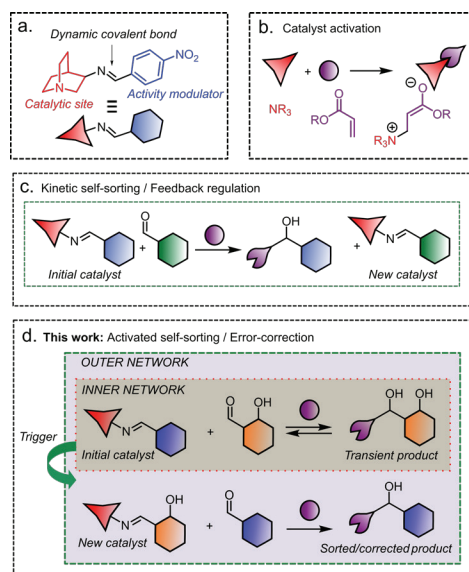 a.
Dynamic covalent bond
N
N
NO₂
Catalytic site
Activity modulator
≡
N
b. Catalyst activation
+
NR₃
RO
O
⊖
O
OR
R₃N
⊕
c. Kinetic self-sorting / Feedback regulation
N
+
O
OH
+
N
Initial catalyst
New catalyst
d. This work: Activated self-sorting / Error-correction
OUTER NETWORK
INNER NETWORK
Trigger
N
+
O
OH
OH
OH
Initial catalyst
Transient product
N
OH
+
O
OH
New catalyst
Sorted/corrected product